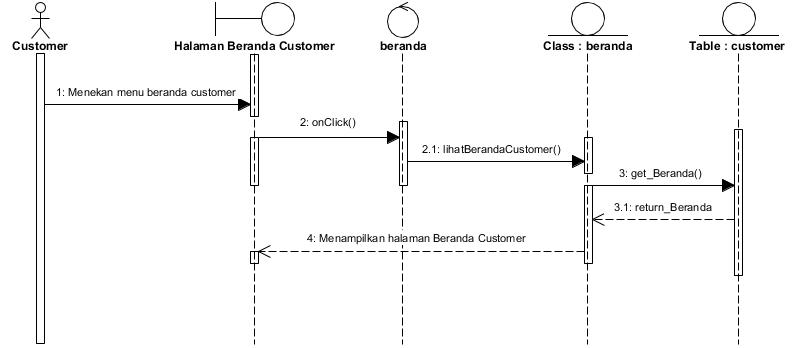 Customer
Halaman Beranda Customer
beranda
Class : beranda
Table : customer
1: Menekan menu beranda customer
2: onClick()
2.1: lihatBerandaCustomer()
3: get_Beranda()
3.1: return_Beranda
4: Menampilkan halaman Beranda Customer